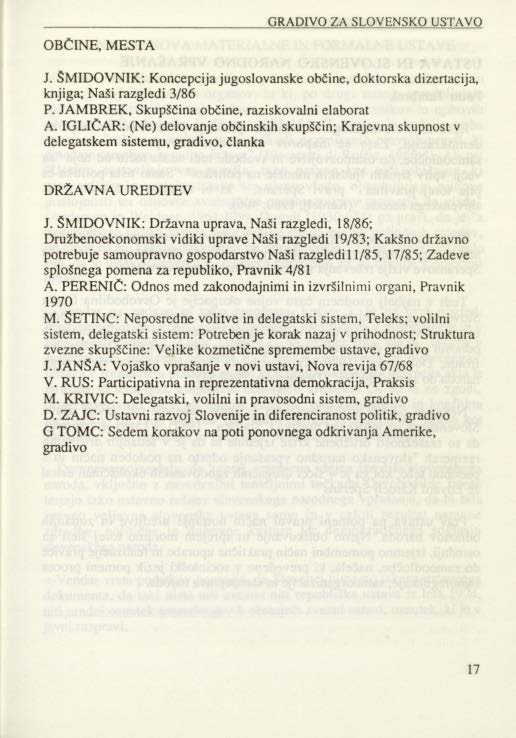 GRADIVO ZA SLOVENSKO USTAVO
OBČINE, MESTA
J. ŠMIDOVNIK: Koncepcija jugoslovanske občine, doktorska dizertacija,
knjiga; Naši razgledi 3/86
P. JAMBREK, Skupščina občine, raziskovalni elaborat
A. IGLIČAR: (Ne) delovanje občinskih skupščin; Krajevna skupnost v
delegatskem sistemu, gradivo, članka
DRŽAVNA UREDITEV
J. ŠMIDOVNIK: Državna uprava, Naši razgledi, 18/86;
Družbenoekonomski vidiki uprave Naši razgledi 19/83; Kakšno državno
potrebuje samoupravno gospodarstvo Naši razgledi11/85, 17/85; Zadeve
splošnega pomena za republiko, Pravnik 4/81
A. PERENIČ: Odnos med zakonodajnimi in izvršilnimi organi, Pravnik
1970
M. ŠETINC: Neposredne volitve in delegatski sistem, Teleks; volilni
sistem, delegatski sistem: Potreben je korak nazaj v prihodnost; Struktura
zvezne skupščine: Velike kozmetične spremembe ustave, gradivo
J. JANŠA: Vojaško vprašanje v novi ustavi, Nova revija 67/68
V. RUS: Participativna in reprezentativna demokracija, Praksis
M. KRIVIC: Delegatski, volilni in pravosodni sistem, gradivo
D. ZAJC: Ustavni razvoj Slovenije in diferenciranost politik, gradivo
G TOMC: Sedem korakov na poti ponovnega odkrivanja Amerike,
gradivo
17